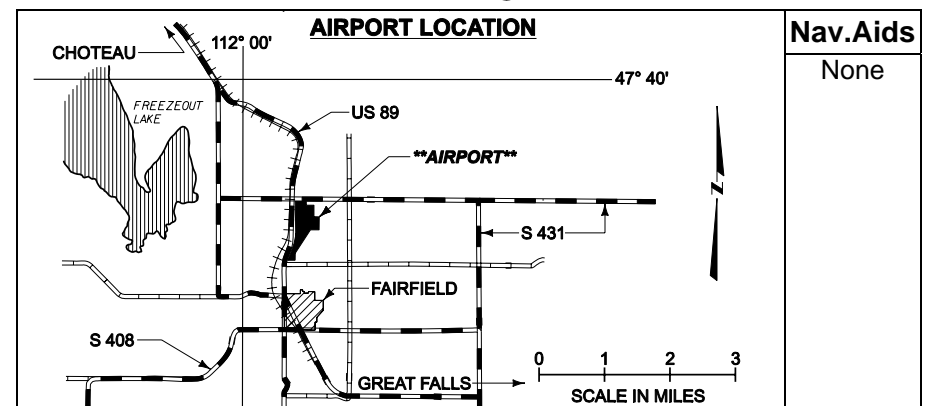 AIRPORT LOCATION
Nav.Aids
None
CHOTEAU
112° 00'
47° 40'
FREEZEOUT
LAKE
US 89
**AIRPORT**
N
S 431
FAIRFIELD
S 408
GREAT FALLS
0 1 2 3
SCALE IN MILES